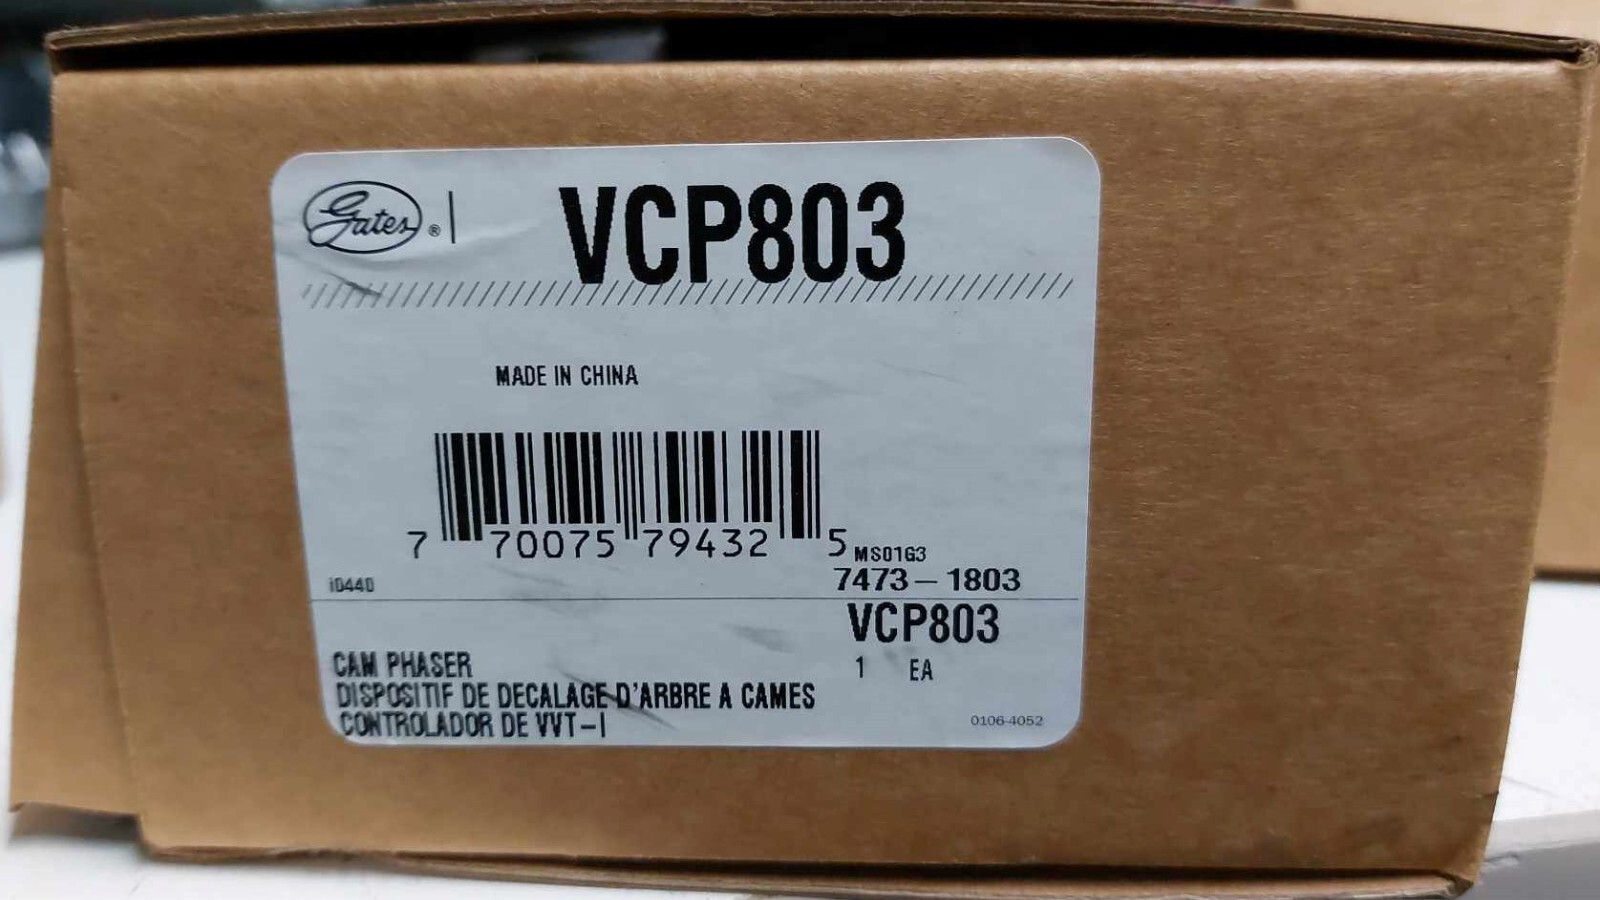 Gates ® VCP803
MADE IN CHINA
7 70075 79432 5
MS01G3
i0440
7473-1803
VCP803
CAM PHASER
1 EA
DISPOSITIF DE DECALAGE D'ARBRE A CAMES
CONTROLADOR DE VVT-I
0106-4052